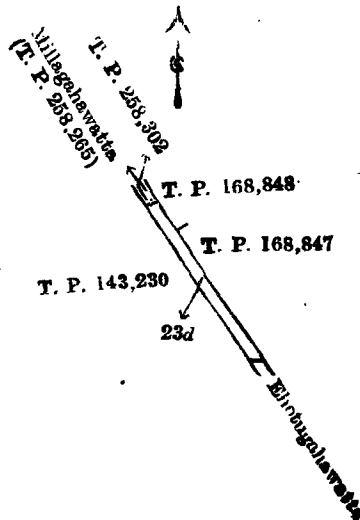 Millagahawatta
(T. P. 258,265)
T. P. 258,302
T. P. 168,848
T. P. 168,847
T. P. 143,230
23d